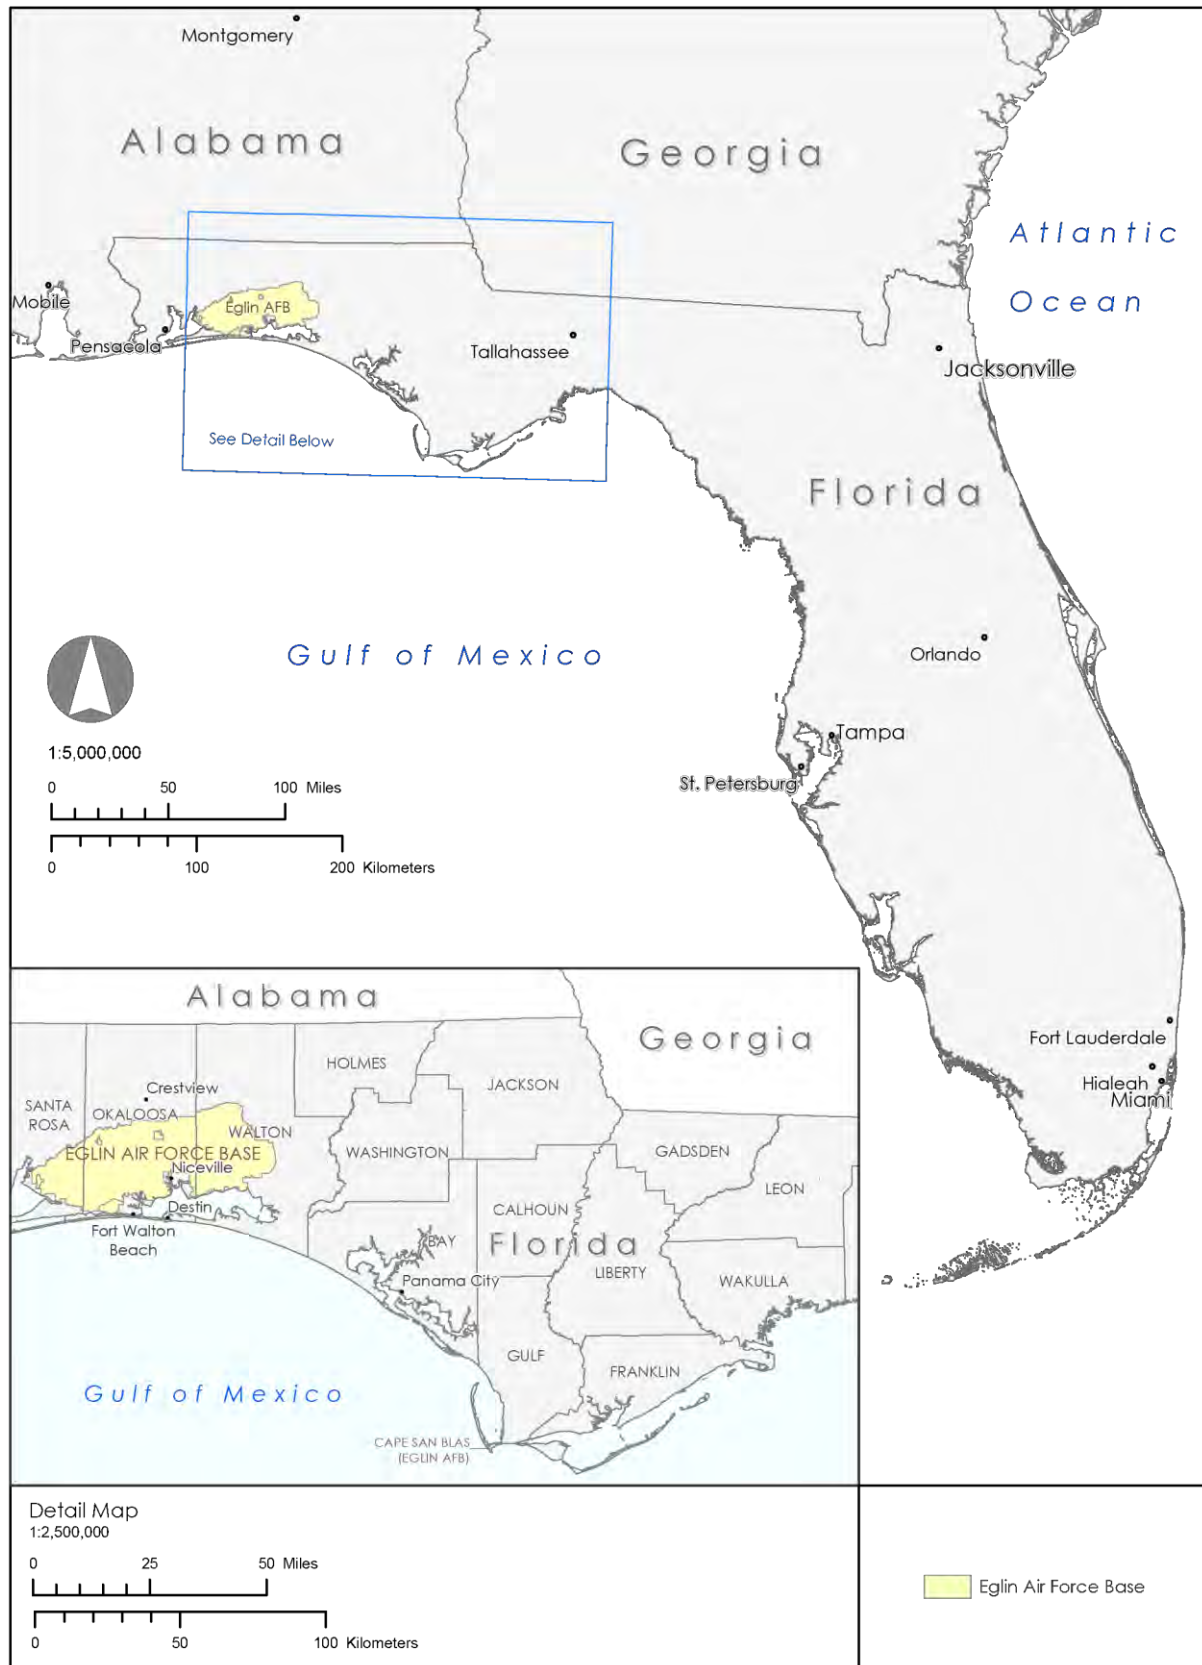 Montgomery
Alabama
Georgia
Atlantic
Ocean
Mobile
Eglin AFB
Pensacola
Tallahassee
Jacksonville
See Detail Below
Florida
Gulf of Mexico
Orlando
Tampa
St. Petersburg
1:5,000,000
0 50 100 Miles
0 100 200 Kilometers
Fort Lauderdale
Hialeah
Miami
Alabama
Georgia
HOLMES
JACKSON
Crestview
SANTA
ROSA
OKALOOSA
WALTON
WASHINGTON
GADSDEN
EGLIN AIR FORCE BASE
Niceville
LEON
Destin
CALHOUN
Fort Walton
Beach
BAY
Florida
LIBERTY
WAKULLA
Panama City
GULF
FRANKLIN
Gulf of Mexico
CAPE SAN BLAS
(EGLIN AFB)
Detail Map
1:2,500,000
0 25 50 Miles
0 50 100 Kilometers
Eglin Air Force Base